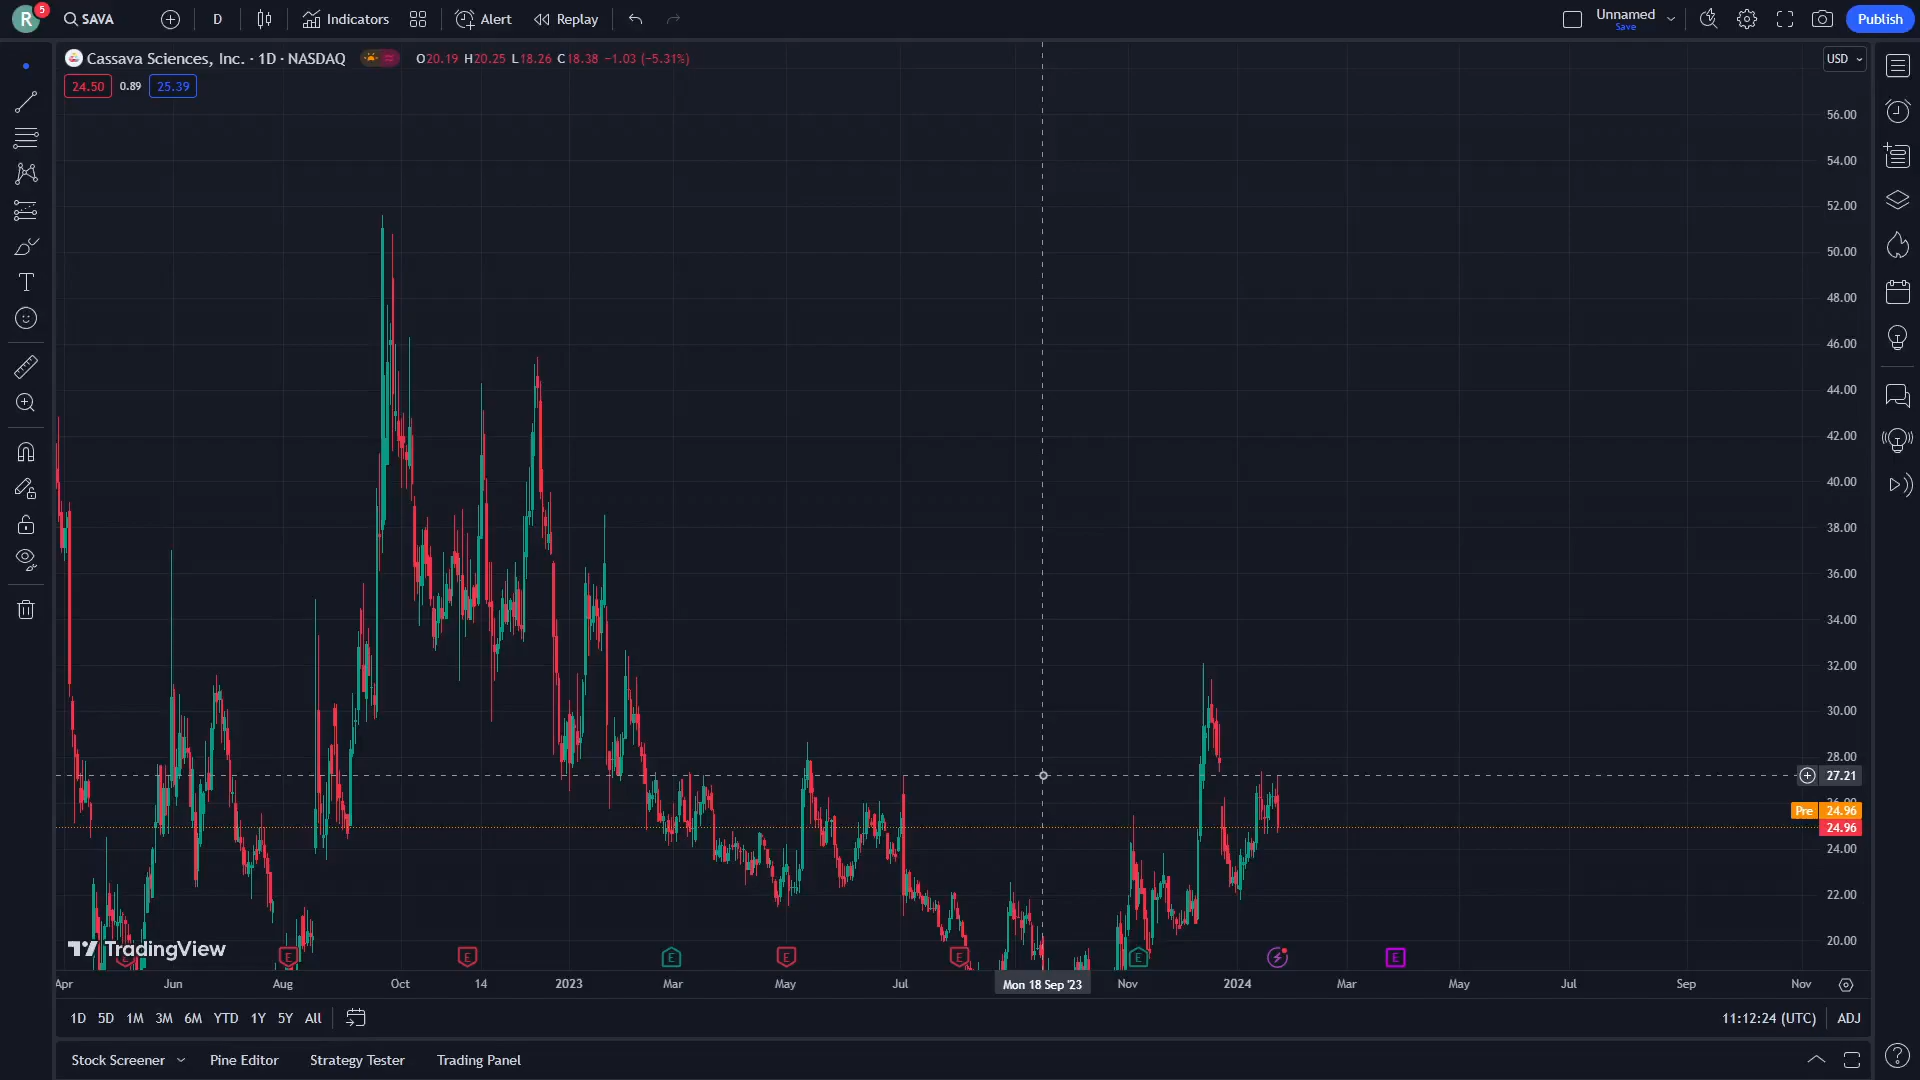 R 5 SAVA D Indicators Alert Replay Unnamed Save Publish
Cassava Sciences, Inc. · 1D · NASDAQ O20.19 H20.25 L18.26 C18.38 −1.03 (−5.31%) USD
24.50 0.89 25.39
56.00
54.00
52.00
50.00
48.00
46.00
44.00
42.00
40.00
38.00
36.00
34.00
32.00
30.00
28.00
27.21
Pre 24.96
24.96
24.00
22.00
20.00
TradingView
E E E E E E E E
Apr Jun Aug Oct 14 2023 Mar May Jul Mon 18 Sep '23 Nov 2024 Mar May Jul Sep Nov
1D 5D 1M 3M 6M YTD 1Y 5Y All 11:12:24 (UTC) ADJ
Stock Screener Pine Editor Strategy Tester Trading Panel